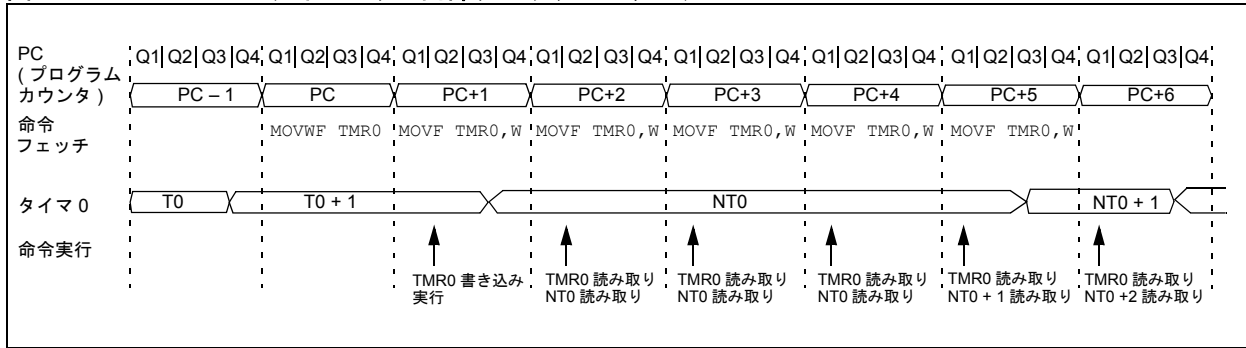 PC
( プログラム
カウンタ )
Q1 Q2 Q3 Q4 Q1 Q2 Q3 Q4 Q1 Q2 Q3 Q4 Q1 Q2 Q3 Q4 Q1 Q2 Q3 Q4 Q1 Q2 Q3 Q4 Q1 Q2 Q3 Q4 Q1 Q2 Q3 Q4
PC – 1 PC PC+1 PC+2 PC+3 PC+4 PC+5 PC+6
命令
フェッチ
MOVWF TMR0 MOVF TMR0,W MOVF TMR0,W MOVF TMR0,W MOVF TMR0,W MOVF TMR0,W
タイマ 0 T0 T0 + 1 NT0 NT0 + 1
命令実行
TMR0 書き込み
実行
TMR0 読み取り
NT0 読み取り
TMR0 読み取り
NT0 読み取り
TMR0 読み取り
NT0 読み取り
TMR0 読み取り
NT0 + 1 読み取り
TMR0 読み取り
NT0 +2 読み取り